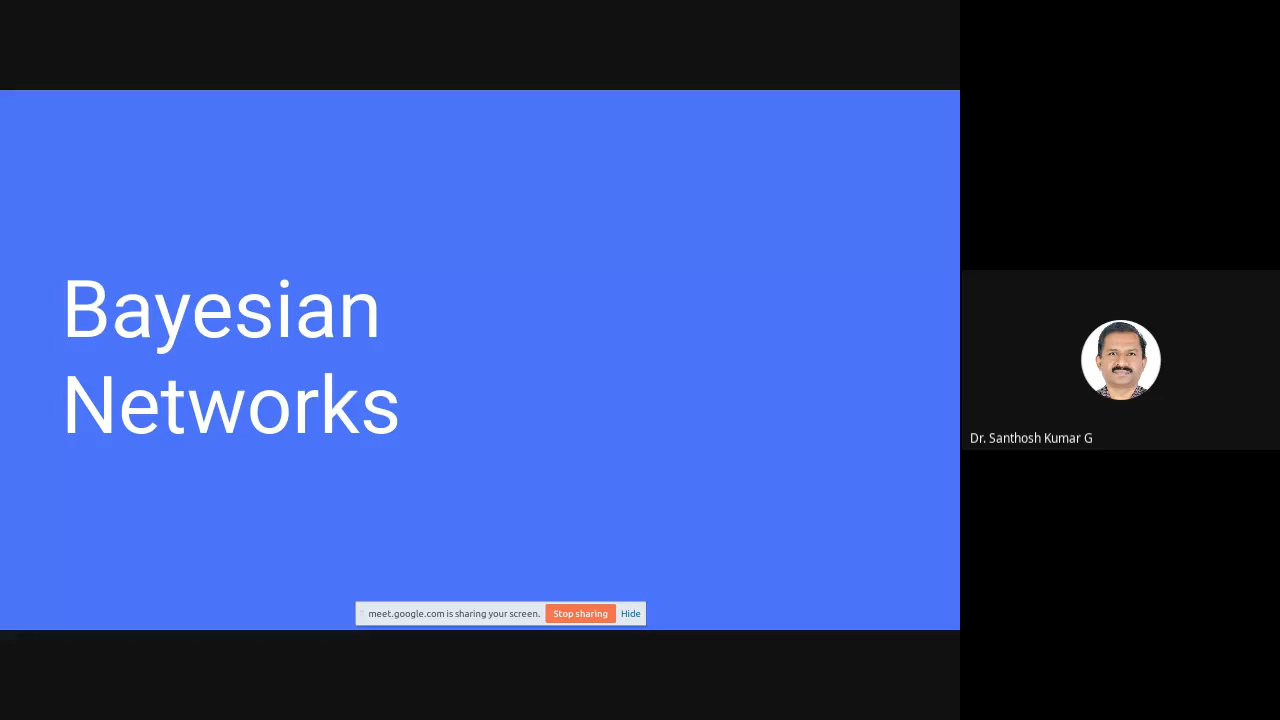 Bayesian
Networks
meet.google.com is sharing your screen. Stop sharing Hide
Dr. Santhosh Kumar G